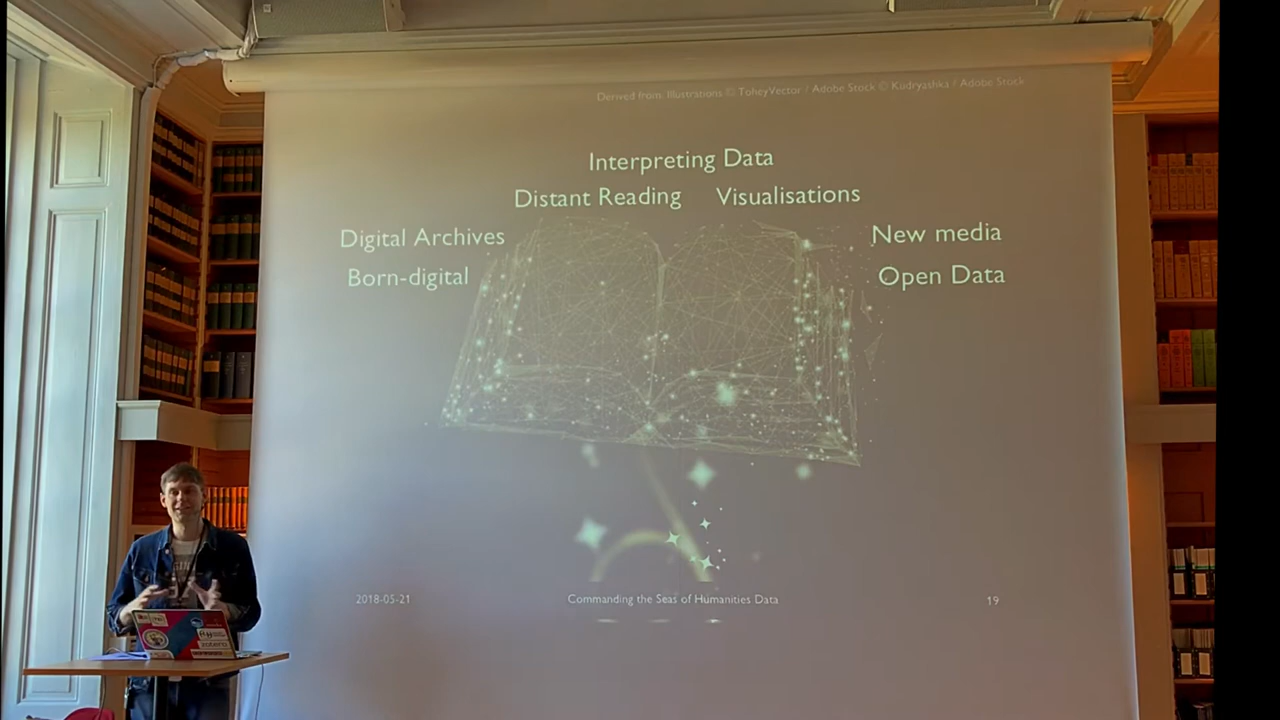 Derived from: Illustrations © ToheyVector / Adobe Stock © Kudryashka / Adobe Stock
Interpreting Data
Distant Reading Visualisations
Digital Archives
New media
Born-digital
Open Data
2018-05-21
Commanding the Seas of Humanities Data
19